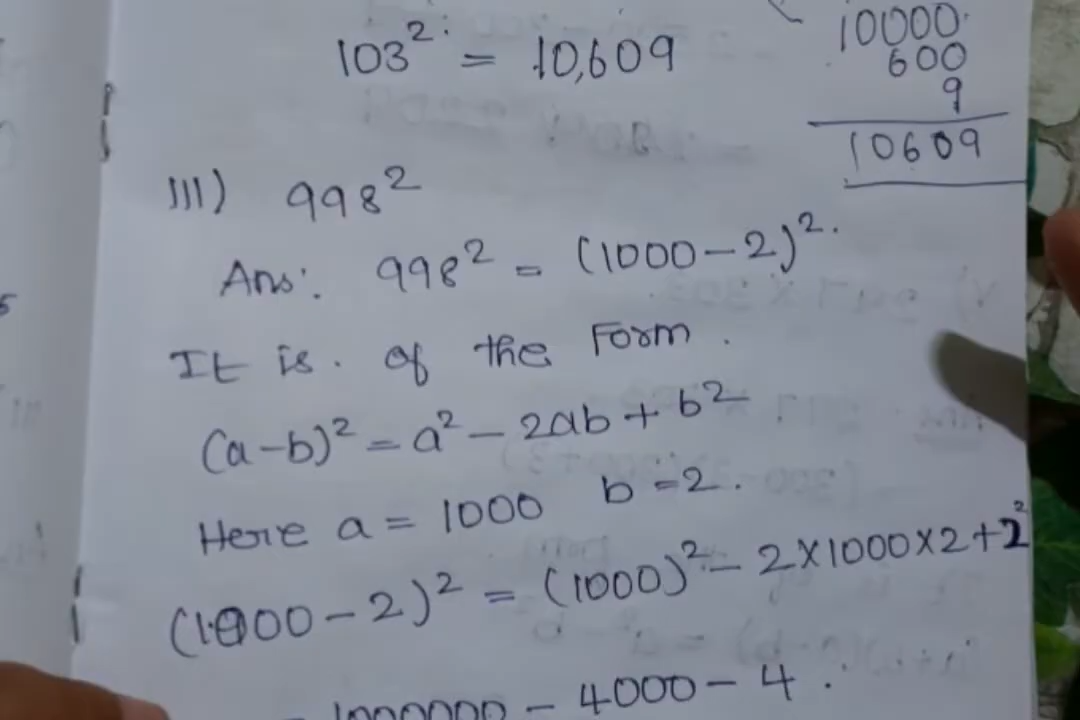 103² = 10,609
10000
600
9
10609
III) 998²
Ans: 998² = (1000-2)².
It is. of the Form.
(a-b)² = a² - 2ab + b²
Here a = 1000 b = 2.
(1000-2)² = (1000)² - 2×1000×2+2²
= 1000000 - 4000 - 4.